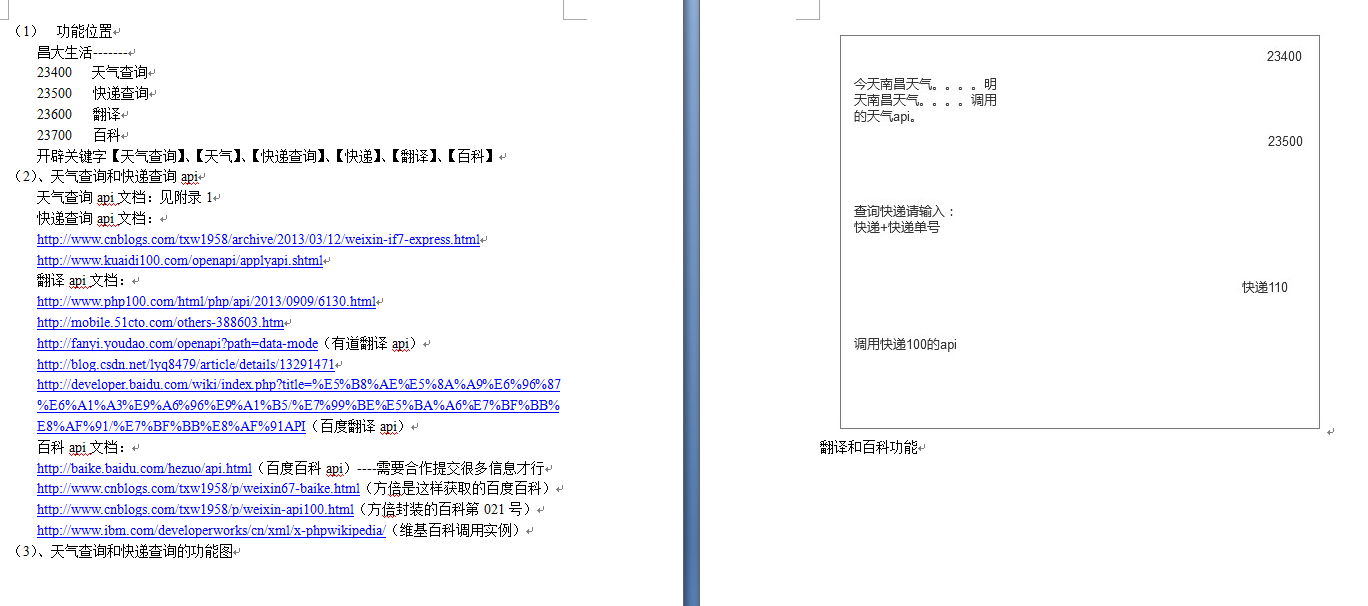 （1） 功能位置
昌大生活-------
23400 天气查询
23500 快递查询
23600 翻译
23700 百科
开辟关键字【天气查询】、【天气】、【快递查询】、【快递】、【翻译】、【百科】
（2）、天气查询和快递查询 api
天气查询 api 文档：见附录 1
快递查询 api 文档：
http://www.cnblogs.com/txw1958/archive/2013/03/12/weixin-if7-express.html
http://www.kuaidi100.com/openapi/applyapi.shtml
翻译 api 文档：
http://www.php100.com/html/php/api/2013/0909/6130.html
http://mobile.51cto.com/others-388603.htm
http://fanyi.youdao.com/openapi?path=data-mode（有道翻译 api）
http://blog.csdn.net/lyq8479/article/details/13291471
http://developer.baidu.com/wiki/index.php?title=%E5%B8%AE%E5%8A%A9%E6%96%87
%E6%A1%A3%E9%A6%96%E9%A1%B5/%E7%99%BE%E5%BA%A6%E7%BF%BB%
E8%AF%91/%E7%BF%BB%E8%AF%91API（百度翻译 api）
百科 api 文档：
http://baike.baidu.com/hezuo/api.html（百度百科 api）----需要合作提交很多信息才行
http://www.cnblogs.com/txw1958/p/weixin67-baike.html（方倍是这样获取的百度百科）
http://www.cnblogs.com/txw1958/p/weixin-api100.html（方倍封装的百科第 021 号）
http://www.ibm.com/developerworks/cn/xml/x-phpwikipedia/（维基百科调用实例）
（3）、天气查询和快递查询的功能图
23400
今天南昌天气。。。。明
天南昌天气。。。。调用
的天气api。
23500
查询快递请输入：
快递+快递单号
快递110
调用快递100的api
翻译和百科功能